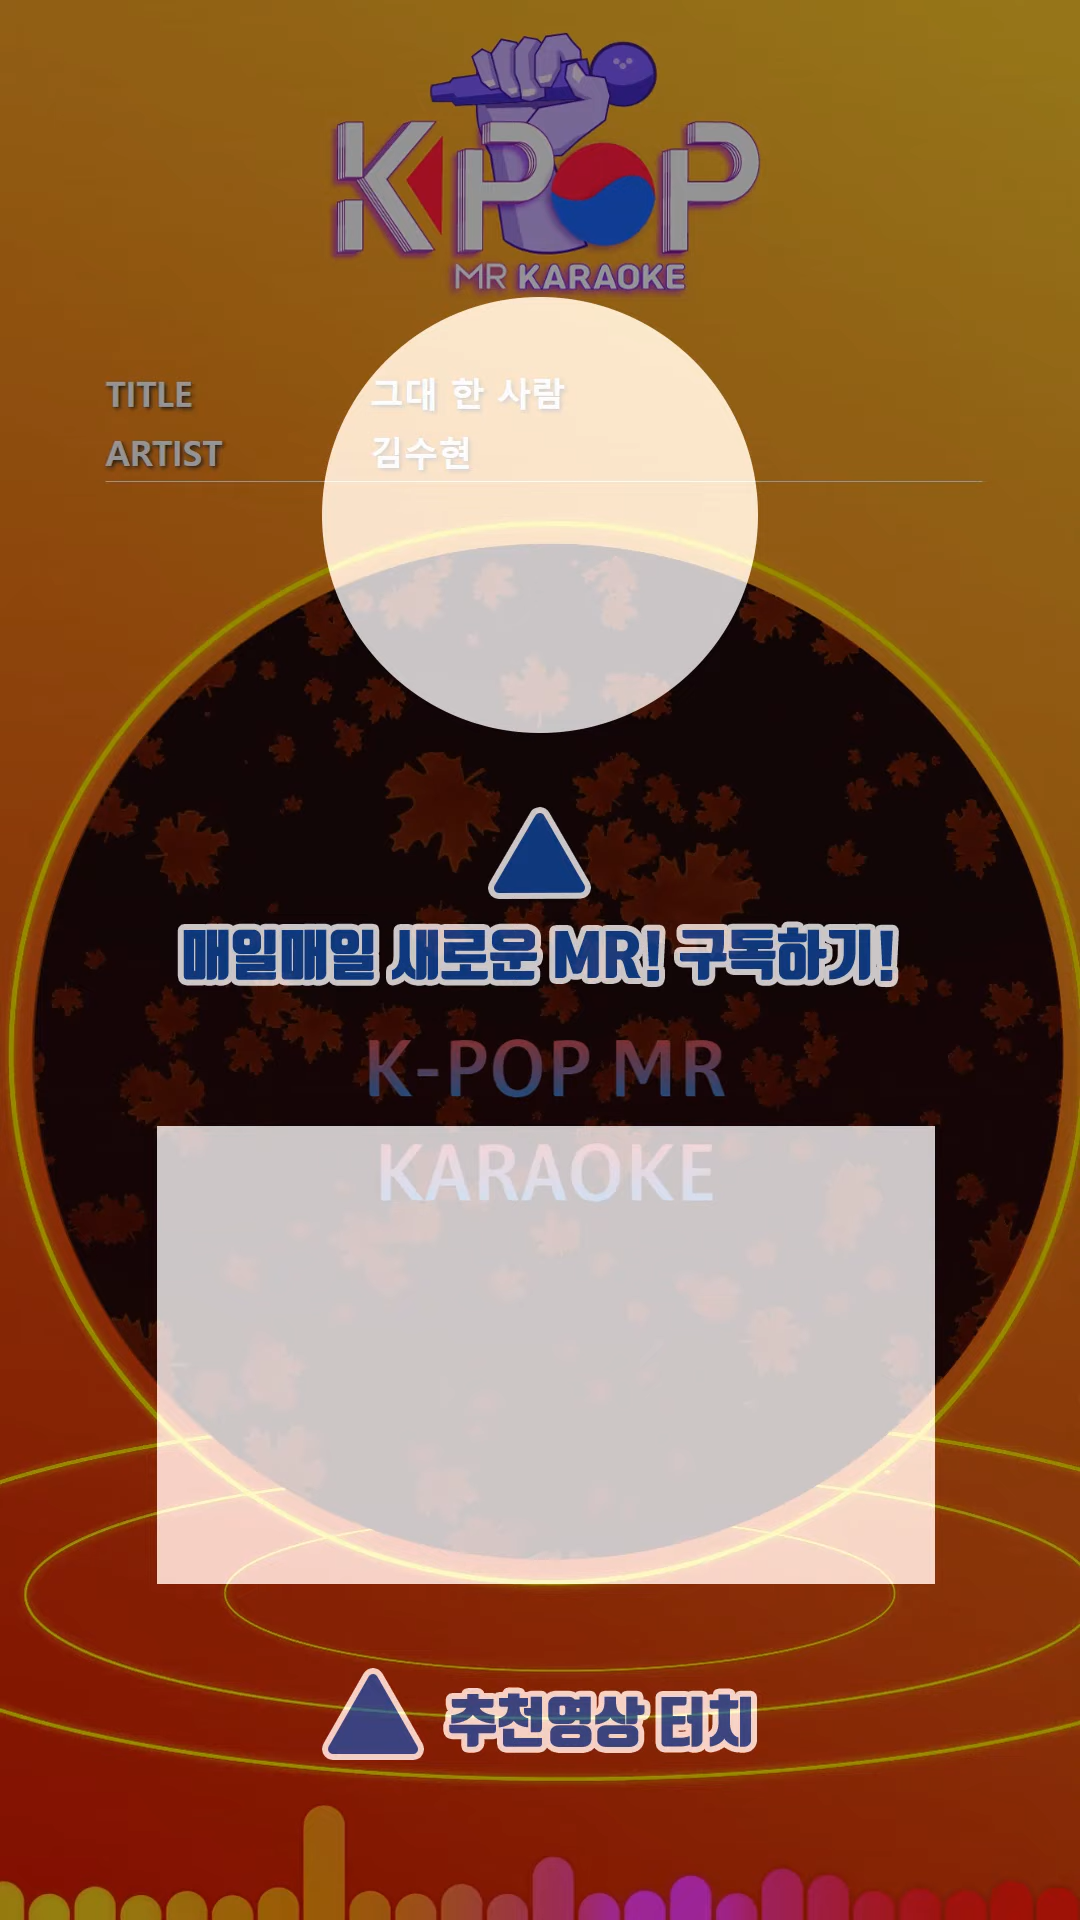 KPOP
MR KARAOKE
TITLE 그대 한 사람
ARTIST 김수현
매일매일 새로운 MR! 구독하기!
K-POP MR
KARAOKE
추천영상 터치